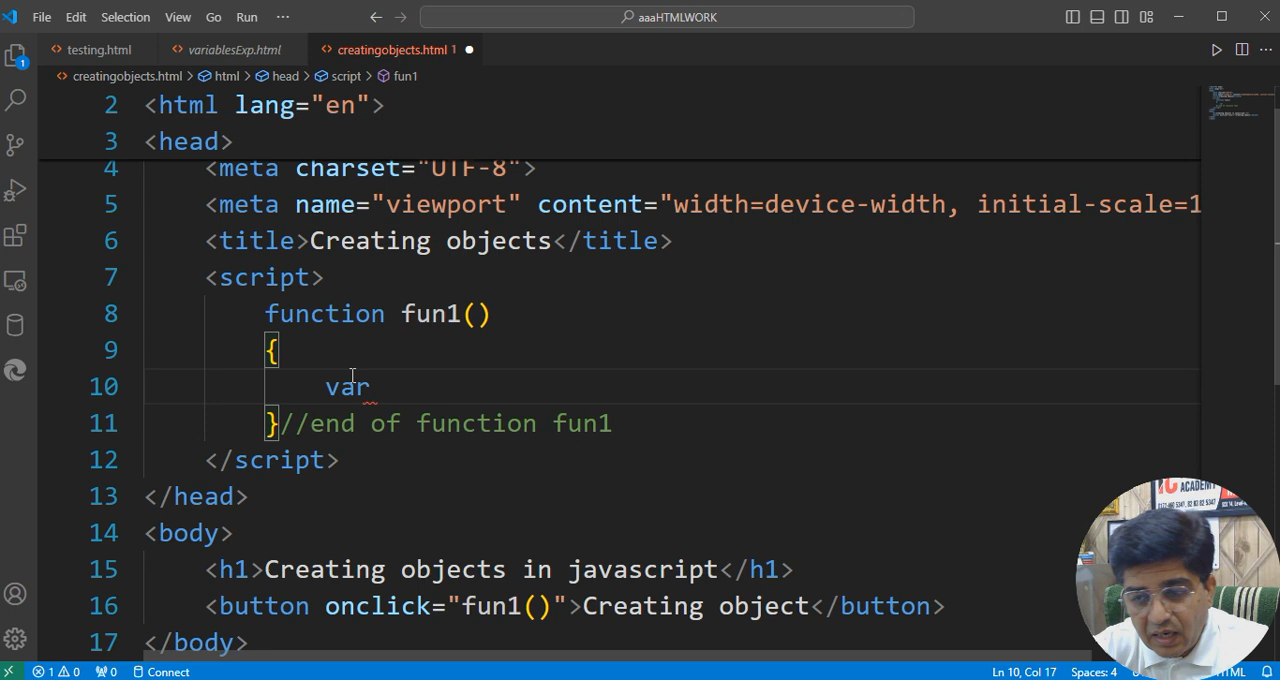 File Edit Selection View Go Run ··· aaaHTMLWORK
testing.html variablesExp.html creatingobjects.html 1
creatingobjects.html > html > head > script > fun1
2 <html lang="en">
3 <head>
4 <meta charset="UTF-8">
5 <meta name="viewport" content="width=device-width, initial-scale=1
6 <title>Creating objects</title>
7 <script>
8 function fun1()
9 {
10 var
11 }//end of function fun1
12 </script>
13 </head>
14 <body>
15 <h1>Creating objects in javascript</h1>
16 <button onclick="fun1()">Creating object</button>
17 </body>
1
ACADEMY
1 0 0 Connect Ln 10, Col 17 Spaces: 4 HTML